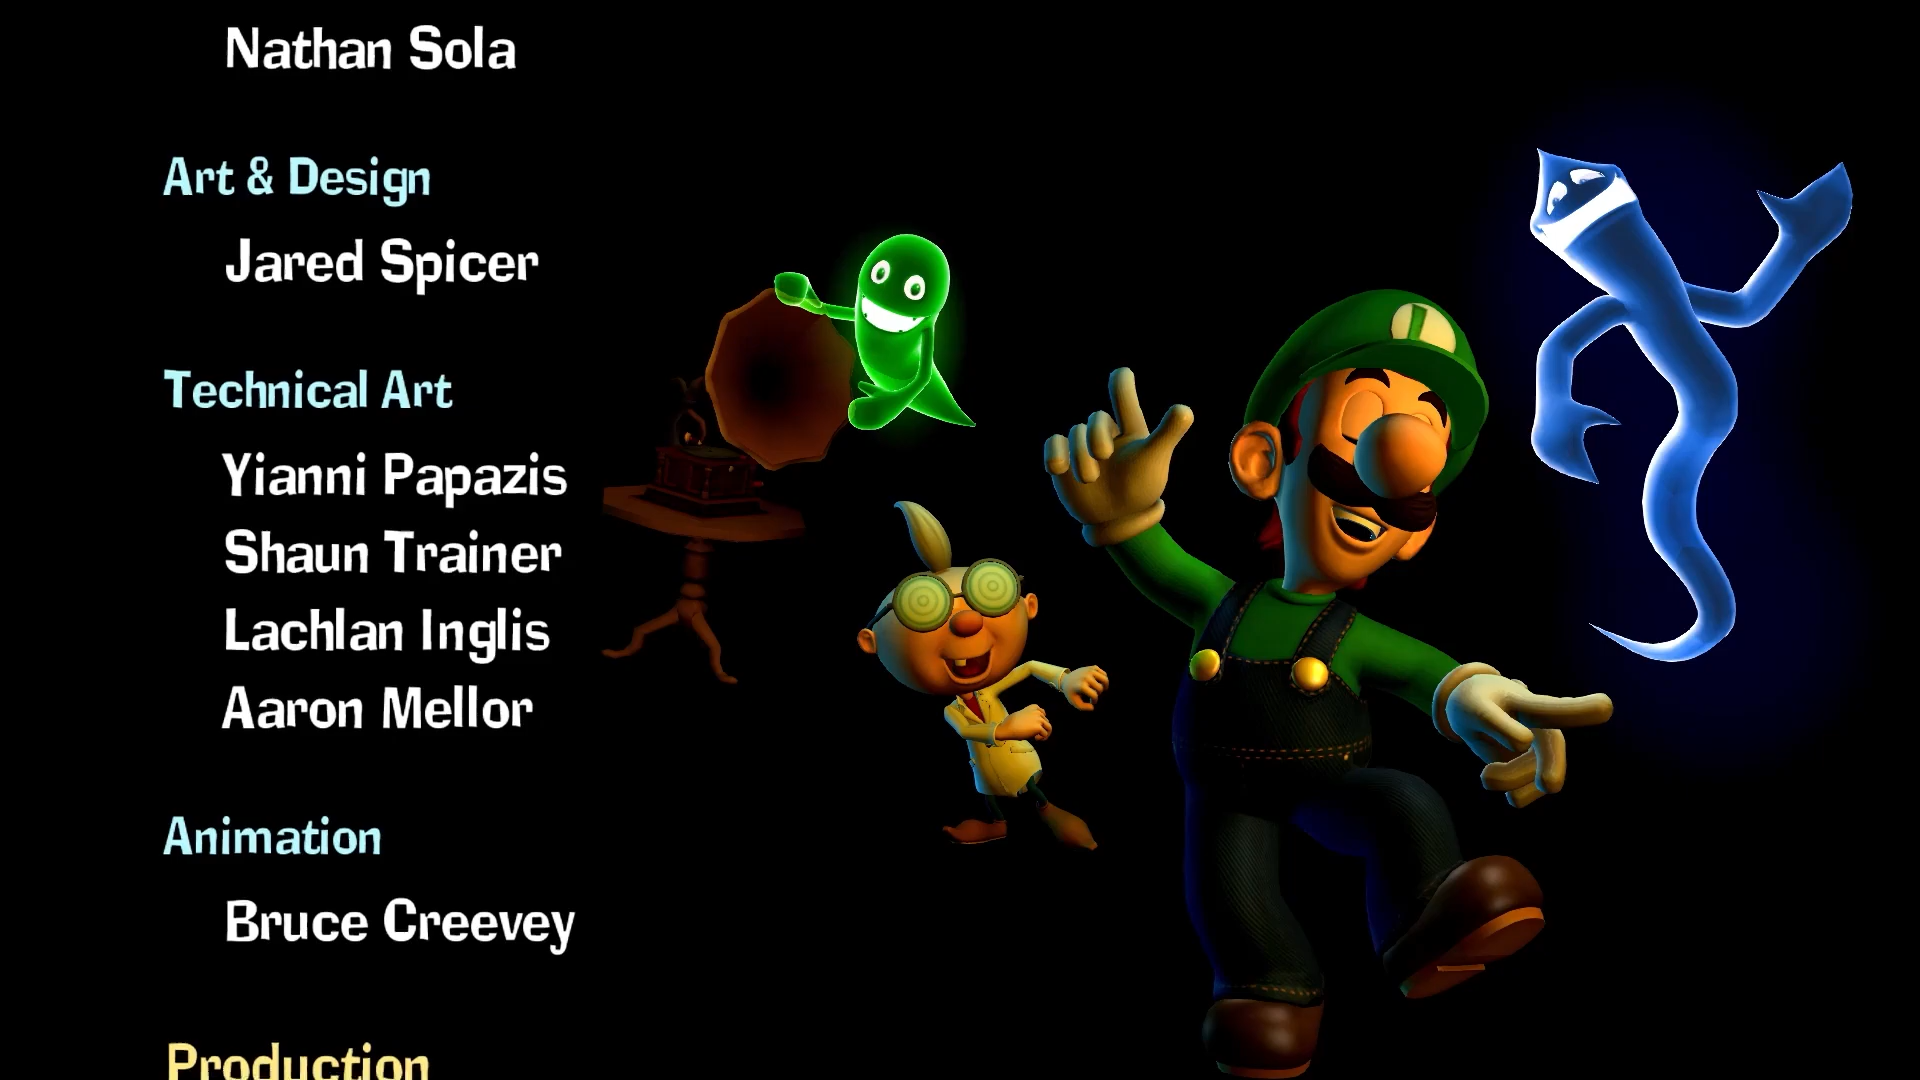 Nathan Sola
Art & Design
Jared Spicer
Technical Art
Yianni Papazis
Shaun Trainer
Lachlan Inglis
Aaron Mellor
Animation
Bruce Creevey
Production
L